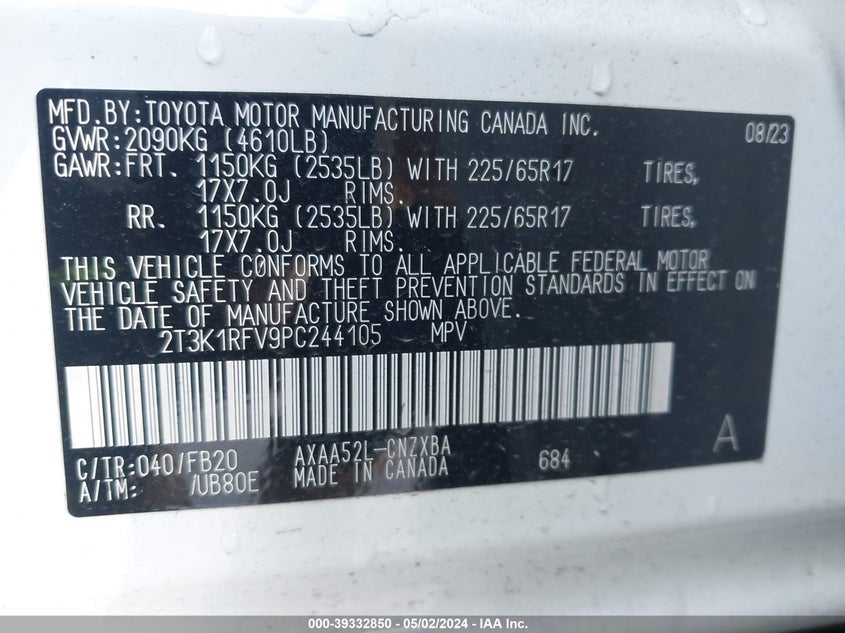 MFD.BY:TOYOTA MOTOR MANUFACTURING CANADA INC. 08/23
GVWR:2090KG (4610LB)
GAWR:FRT. 1150KG (2535LB) WITH 225/65R17 TIRES,
17X7.0J RIMS.
RR. 1150KG (2535LB) WITH 225/65R17 TIRES,
17X7.0J RIMS.
THIS VEHICLE CONFORMS TO ALL APPLICABLE FEDERAL MOTOR
VEHICLE SAFETY AND THEFT PREVENTION STANDARDS IN EFFECT ON
THE DATE OF MANUFACTURE SHOWN ABOVE.
2T3K1RFV9PC244105 MPV
A
C/TR:040/FB20 AXAA52L-CNZXBA 684
A/TM: /UB80E MADE IN CANADA
000-39332850 - 05/02/2024 - IAA Inc.